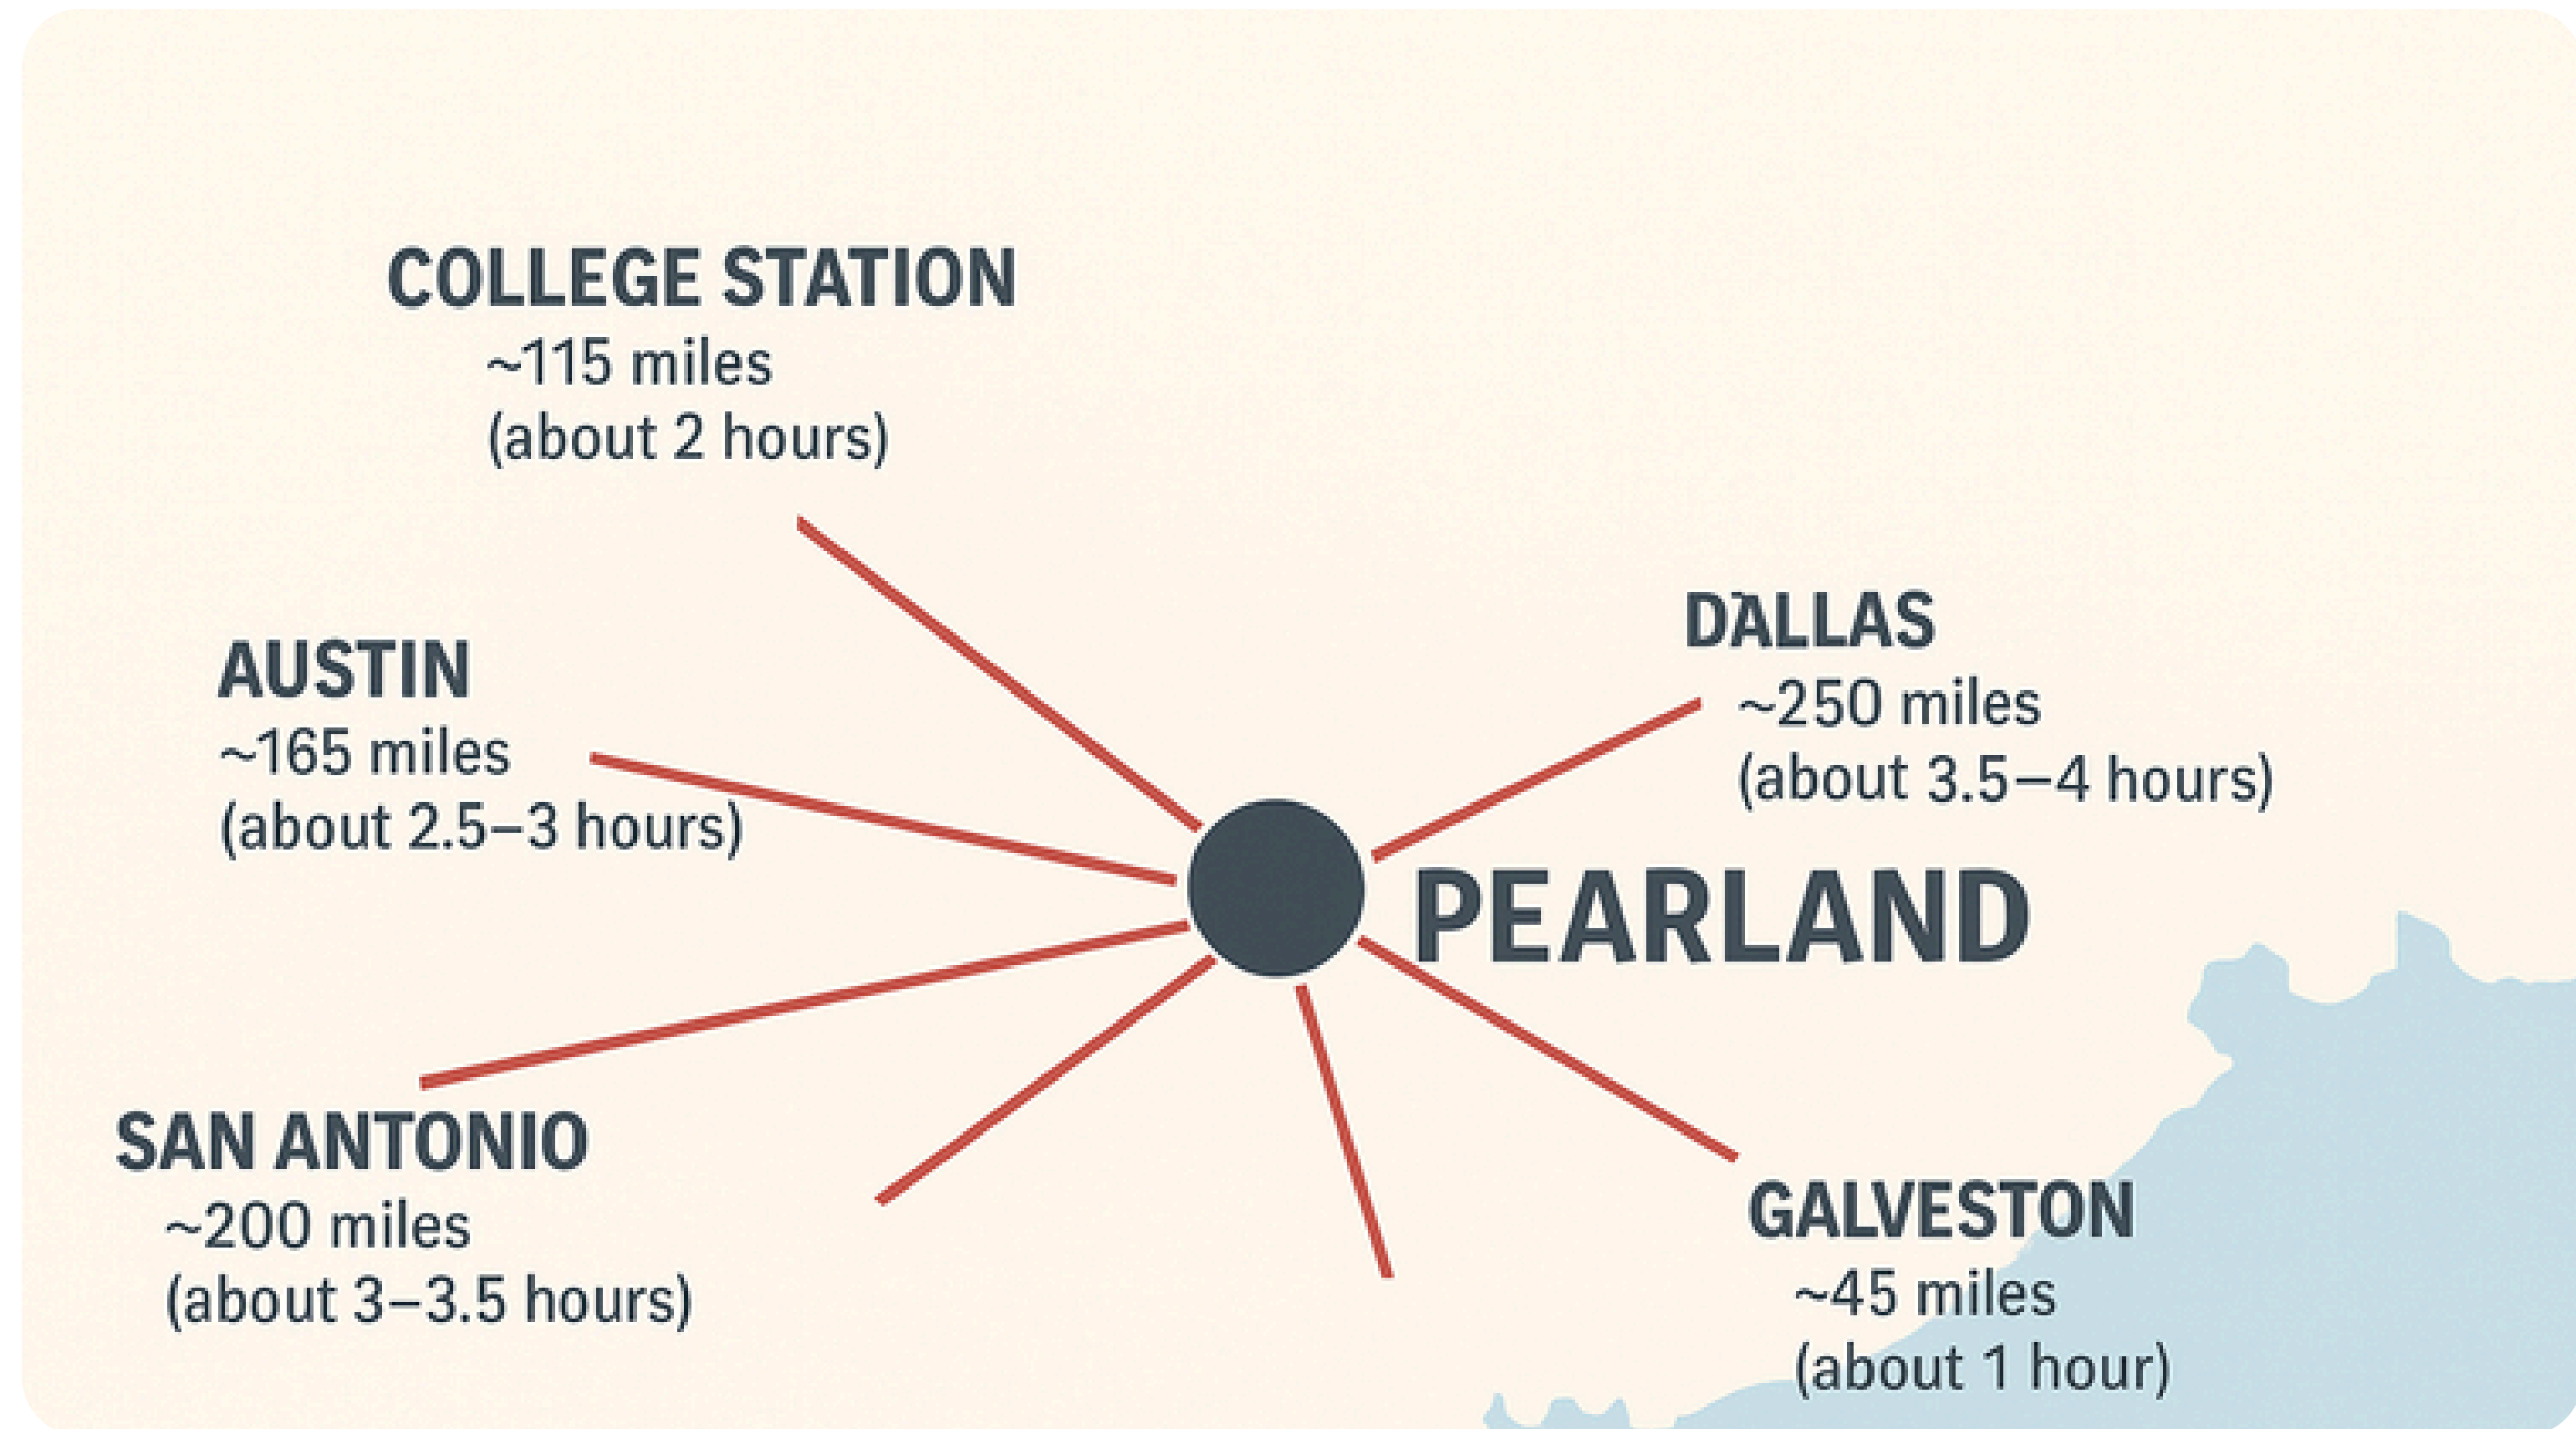 COLLEGE STATION
~115 miles
(about 2 hours)
AUSTIN
~165 miles
(about 2.5–3 hours)
DALLAS
~250 miles
(about 3.5–4 hours)
PEARLAND
SAN ANTONIO
~200 miles
(about 3–3.5 hours)
GALVESTON
~45 miles
(about 1 hour)